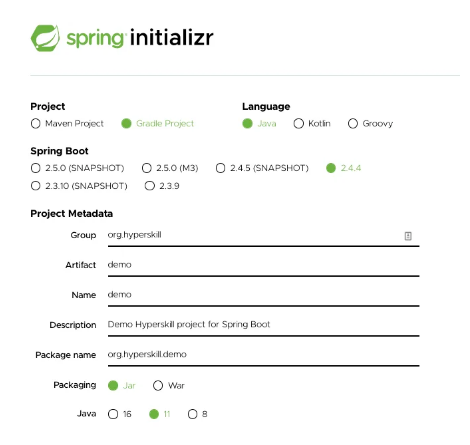 spring initializr
Project
Language
Maven Project Gradle Project
Java Kotlin Groovy
Spring Boot
2.5.0 (SNAPSHOT) 2.5.0 (M3) 2.4.5 (SNAPSHOT) 2.4.4
2.3.10 (SNAPSHOT) 2.3.9
Project Metadata
Group org.hyperskill
Artifact demo
Name demo
Description Demo Hyperskill project for Spring Boot
Package name org.hyperskill.demo
Packaging Jar War
Java 16 11 8